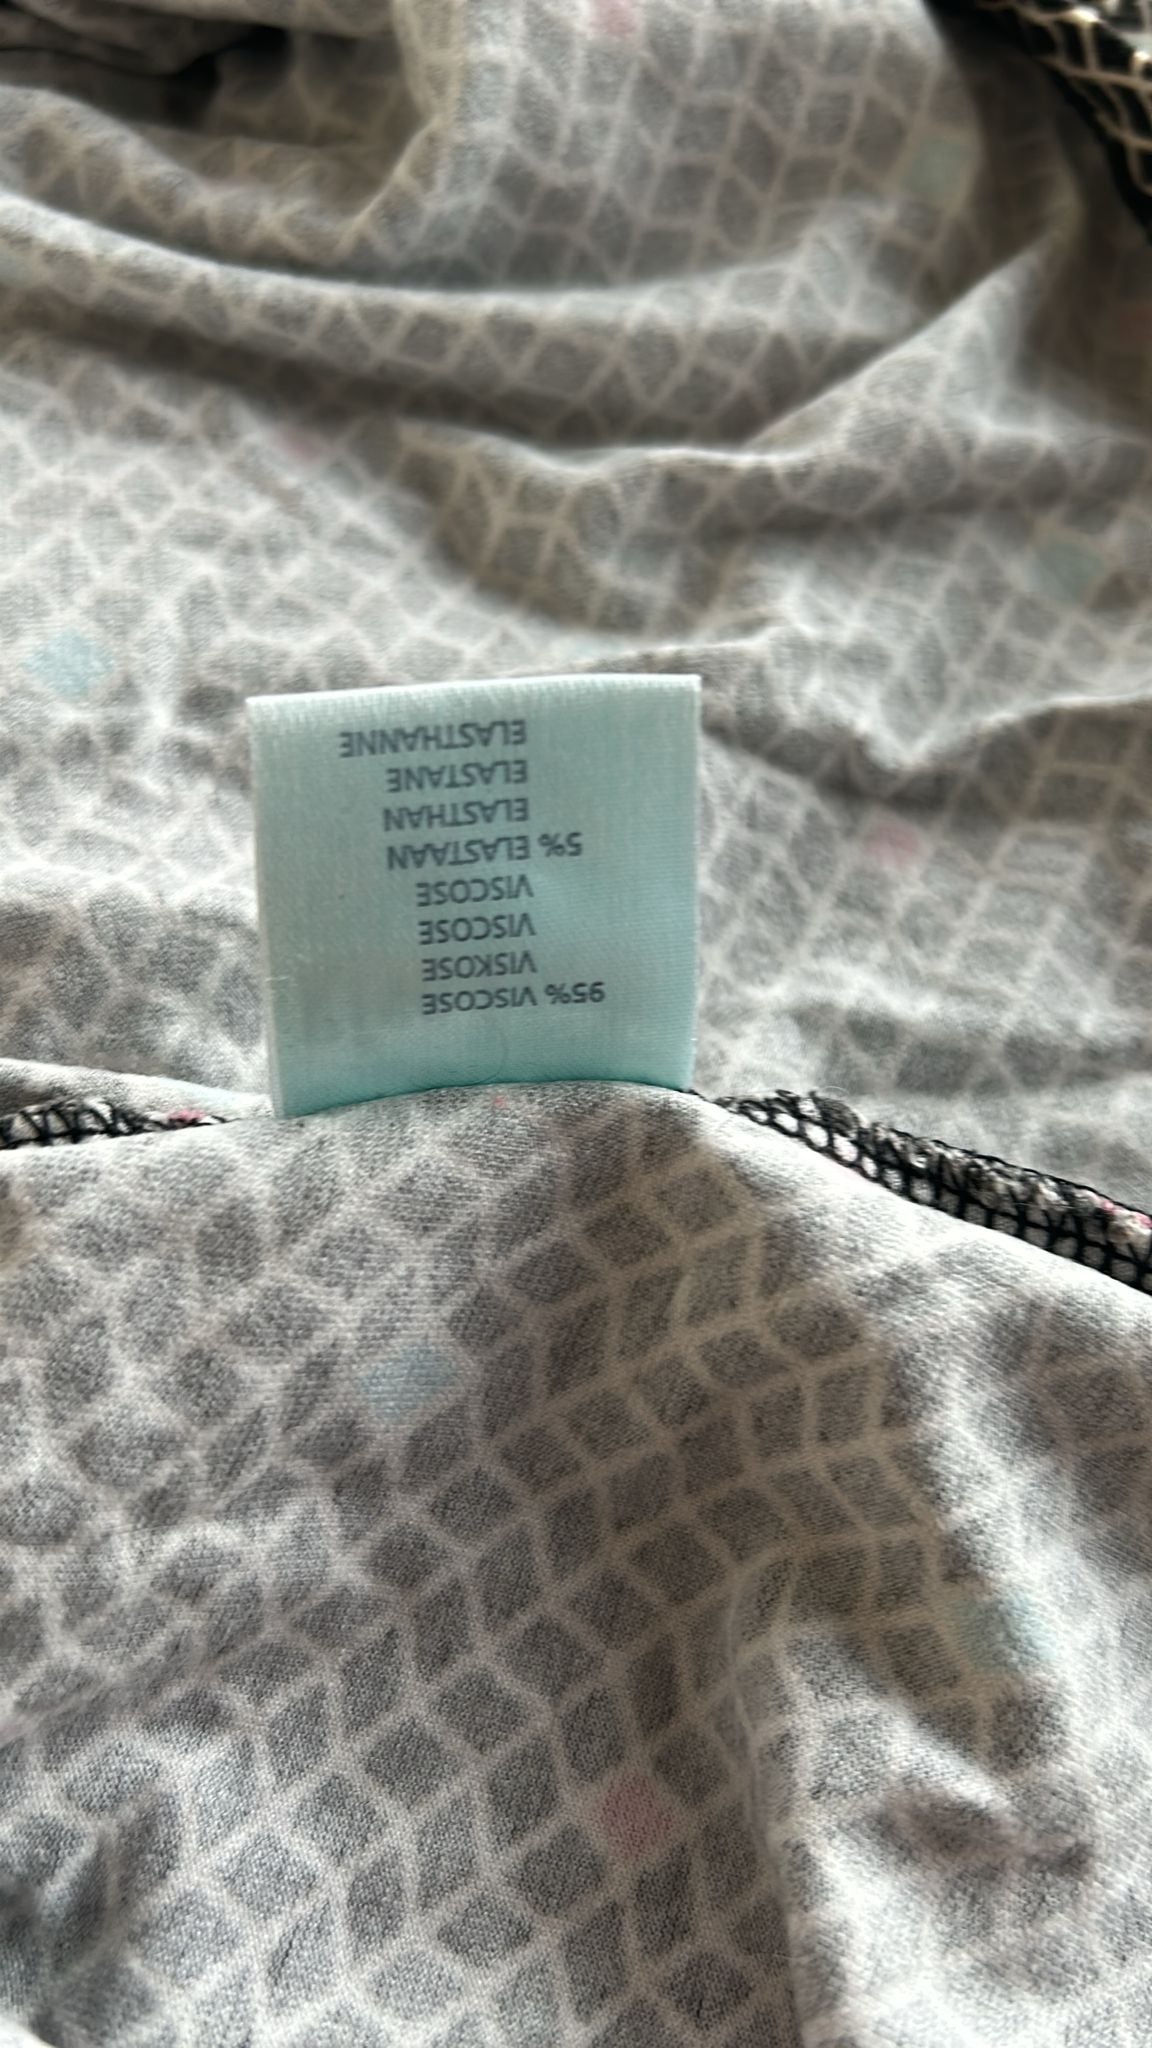 95% VISCOSE
VISKOSE
VISCOSE
VISCOSE
5% ELASTAAN
ELASTHAN
ELASTANE
ELASTHANNE